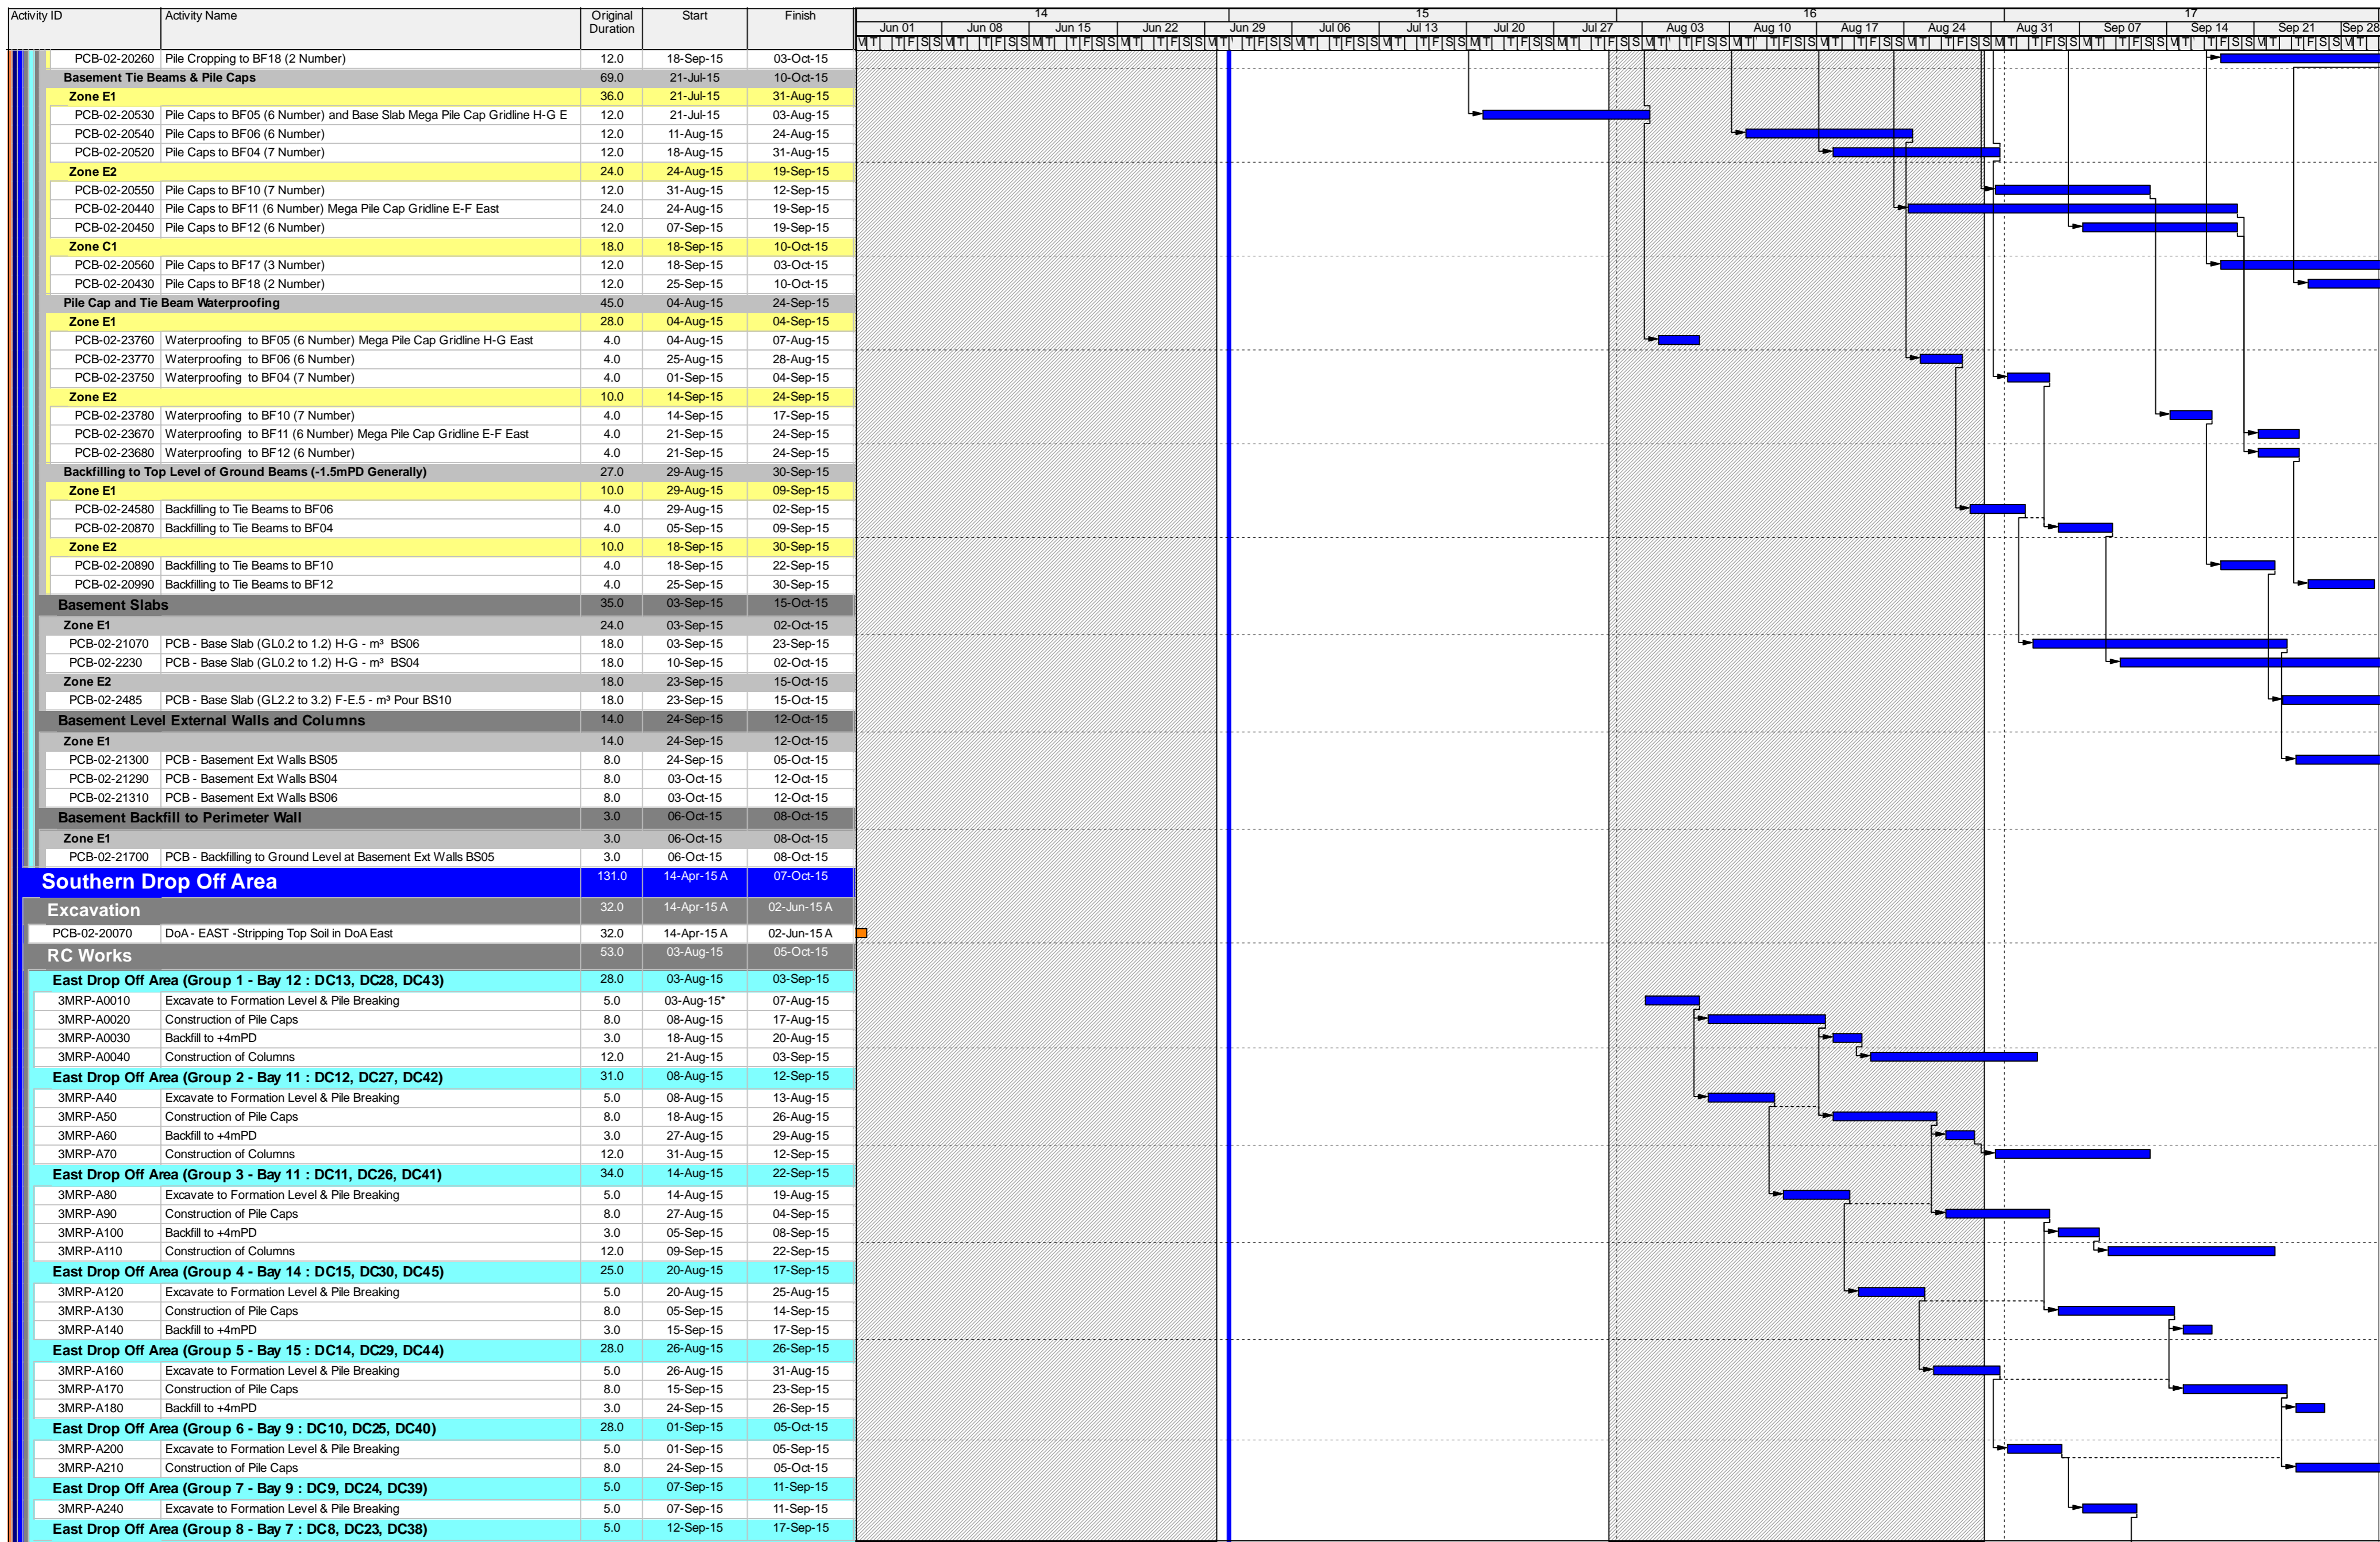 Activity ID Activity Name Original Duration Start Finish 14 15 16 17
Jun 01 Jun 08 Jun 15 Jun 22 Jun 29 Jul 06 Jul 13 Jul 20 Jul 27 Aug 03 Aug 10 Aug 17 Aug 24 Aug 31 Sep 07 Sep 14 Sep 21 Sep 28
PCB-02-20260 Pile Cropping to BF18 (2 Number) 12.0 18-Sep-15 03-Oct-15
Basement Tie Beams & Pile Caps 69.0 21-Jul-15 10-Oct-15
Zone E1 36.0 21-Jul-15 31-Aug-15
PCB-02-20530 Pile Caps to BF05 (6 Number) and Base Slab Mega Pile Cap Gridline H-G E 12.0 21-Jul-15 03-Aug-15
PCB-02-20540 Pile Caps to BF06 (6 Number) 12.0 11-Aug-15 24-Aug-15
PCB-02-20520 Pile Caps to BF04 (7 Number) 12.0 18-Aug-15 31-Aug-15
Zone E2 24.0 24-Aug-15 19-Sep-15
PCB-02-20550 Pile Caps to BF10 (7 Number) 12.0 31-Aug-15 12-Sep-15
PCB-02-20440 Pile Caps to BF11 (6 Number) Mega Pile Cap Gridline E-F East 24.0 24-Aug-15 19-Sep-15
PCB-02-20450 Pile Caps to BF12 (6 Number) 12.0 07-Sep-15 19-Sep-15
Zone C1 18.0 18-Sep-15 10-Oct-15
PCB-02-20560 Pile Caps to BF17 (3 Number) 12.0 18-Sep-15 03-Oct-15
PCB-02-20430 Pile Caps to BF18 (2 Number) 12.0 25-Sep-15 10-Oct-15
Pile Cap and Tie Beam Waterproofing 45.0 04-Aug-15 24-Sep-15
Zone E1 28.0 04-Aug-15 04-Sep-15
PCB-02-23760 Waterproofing to BF05 (6 Number) Mega Pile Cap Gridline H-G East 4.0 04-Aug-15 07-Aug-15
PCB-02-23770 Waterproofing to BF06 (6 Number) 4.0 25-Aug-15 28-Aug-15
PCB-02-23750 Waterproofing to BF04 (7 Number) 4.0 01-Sep-15 04-Sep-15
Zone E2 10.0 14-Sep-15 24-Sep-15
PCB-02-23780 Waterproofing to BF10 (7 Number) 4.0 14-Sep-15 17-Sep-15
PCB-02-23670 Waterproofing to BF11 (6 Number) Mega Pile Cap Gridline E-F East 4.0 21-Sep-15 24-Sep-15
PCB-02-23680 Waterproofing to BF12 (6 Number) 4.0 21-Sep-15 24-Sep-15
Backfilling to Top Level of Ground Beams (-1.5mPD Generally) 27.0 29-Aug-15 30-Sep-15
Zone E1 10.0 29-Aug-15 09-Sep-15
PCB-02-24580 Backfilling to Tie Beams to BF06 4.0 29-Aug-15 02-Sep-15
PCB-02-20870 Backfilling to Tie Beams to BF04 4.0 05-Sep-15 09-Sep-15
Zone E2 10.0 18-Sep-15 30-Sep-15
PCB-02-20890 Backfilling to Tie Beams to BF10 4.0 18-Sep-15 22-Sep-15
PCB-02-20990 Backfilling to Tie Beams to BF12 4.0 25-Sep-15 30-Sep-15
Basement Slabs 35.0 03-Sep-15 15-Oct-15
Zone E1 24.0 03-Sep-15 02-Oct-15
PCB-02-21070 PCB - Base Slab (GL0.2 to 1.2) H-G - m³ BS06 18.0 03-Sep-15 23-Sep-15
PCB-02-2230 PCB - Base Slab (GL0.2 to 1.2) H-G - m³ BS04 18.0 10-Sep-15 02-Oct-15
Zone E2 18.0 23-Sep-15 15-Oct-15
PCB-02-2485 PCB - Base Slab (GL2.2 to 3.2) F-E.5 - m³ Pour BS10 18.0 23-Sep-15 15-Oct-15
Basement Level External Walls and Columns 14.0 24-Sep-15 12-Oct-15
Zone E1 14.0 24-Sep-15 12-Oct-15
PCB-02-21300 PCB - Basement Ext Walls BS05 8.0 24-Sep-15 05-Oct-15
PCB-02-21290 PCB - Basement Ext Walls BS04 8.0 03-Oct-15 12-Oct-15
PCB-02-21310 PCB - Basement Ext Walls BS06 8.0 03-Oct-15 12-Oct-15
Basement Backfill to Perimeter Wall 3.0 06-Oct-15 08-Oct-15
Zone E1 3.0 06-Oct-15 08-Oct-15
PCB-02-21700 PCB - Backfilling to Ground Level at Basement Ext Walls BS05 3.0 06-Oct-15 08-Oct-15
Southern Drop Off Area 131.0 14-Apr-15 A 07-Oct-15
Excavation 32.0 14-Apr-15 A 02-Jun-15 A
PCB-02-20070 DoA - EAST -Stripping Top Soil in DoA East 32.0 14-Apr-15 A 02-Jun-15 A
RC Works 53.0 03-Aug-15 05-Oct-15
East Drop Off Area (Group 1 - Bay 12 : DC13, DC28, DC43) 28.0 03-Aug-15 03-Sep-15
3MRP-A0010 Excavate to Formation Level & Pile Breaking 5.0 03-Aug-15* 07-Aug-15
3MRP-A0020 Construction of Pile Caps 8.0 08-Aug-15 17-Aug-15
3MRP-A0030 Backfill to +4mPD 3.0 18-Aug-15 20-Aug-15
3MRP-A0040 Construction of Columns 12.0 21-Aug-15 03-Sep-15
East Drop Off Area (Group 2 - Bay 11 : DC12, DC27, DC42) 31.0 08-Aug-15 12-Sep-15
3MRP-A40 Excavate to Formation Level & Pile Breaking 5.0 08-Aug-15 13-Aug-15
3MRP-A50 Construction of Pile Caps 8.0 18-Aug-15 26-Aug-15
3MRP-A60 Backfill to +4mPD 3.0 27-Aug-15 29-Aug-15
3MRP-A70 Construction of Columns 12.0 31-Aug-15 12-Sep-15
East Drop Off Area (Group 3 - Bay 11 : DC11, DC26, DC41) 34.0 14-Aug-15 22-Sep-15
3MRP-A80 Excavate to Formation Level & Pile Breaking 5.0 14-Aug-15 19-Aug-15
3MRP-A90 Construction of Pile Caps 8.0 27-Aug-15 04-Sep-15
3MRP-A100 Backfill to +4mPD 3.0 05-Sep-15 08-Sep-15
3MRP-A110 Construction of Columns 12.0 09-Sep-15 22-Sep-15
East Drop Off Area (Group 4 - Bay 14 : DC15, DC30, DC45) 25.0 20-Aug-15 17-Sep-15
3MRP-A120 Excavate to Formation Level & Pile Breaking 5.0 20-Aug-15 25-Aug-15
3MRP-A130 Construction of Pile Caps 8.0 05-Sep-15 14-Sep-15
3MRP-A140 Backfill to +4mPD 3.0 15-Sep-15 17-Sep-15
East Drop Off Area (Group 5 - Bay 15 : DC14, DC29, DC44) 28.0 26-Aug-15 26-Sep-15
3MRP-A160 Excavate to Formation Level & Pile Breaking 5.0 26-Aug-15 31-Aug-15
3MRP-A170 Construction of Pile Caps 8.0 15-Sep-15 23-Sep-15
3MRP-A180 Backfill to +4mPD 3.0 24-Sep-15 26-Sep-15
East Drop Off Area (Group 6 - Bay 9 : DC10, DC25, DC40) 28.0 01-Sep-15 05-Oct-15
3MRP-A200 Excavate to Formation Level & Pile Breaking 5.0 01-Sep-15 05-Sep-15
3MRP-A210 Construction of Pile Caps 8.0 24-Sep-15 05-Oct-15
East Drop Off Area (Group 7 - Bay 9 : DC9, DC24, DC39) 5.0 07-Sep-15 11-Sep-15
3MRP-A240 Excavate to Formation Level & Pile Breaking 5.0 07-Sep-15 11-Sep-15
East Drop Off Area (Group 8 - Bay 7 : DC8, DC23, DC38) 5.0 12-Sep-15 17-Sep-15